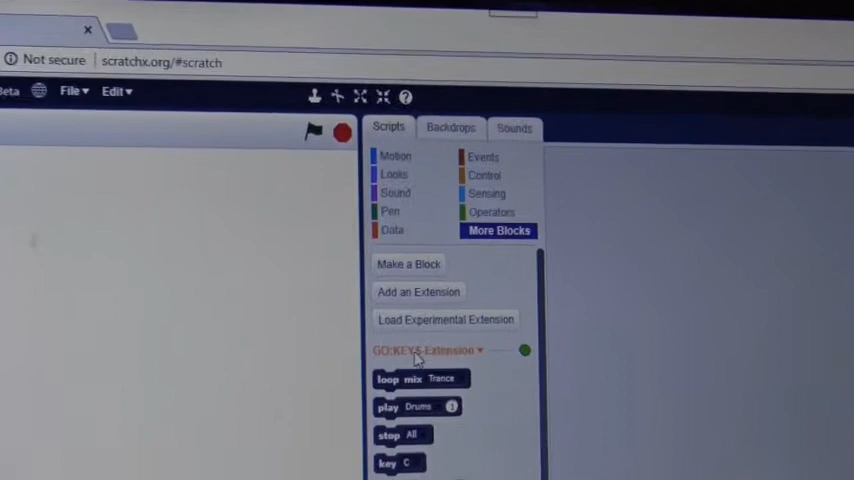 Not secure scratchx.org/#scratch
Beta File Edit
Scripts Backdrops Sounds
Motion Events
Looks Control
Sound Sensing
Pen Operators
Data More Blocks
Make a Block
Add an Extension
Load Experimental Extension
GO:KEYS Extension
loop mix Trance
play Drums 1
stop All
key C